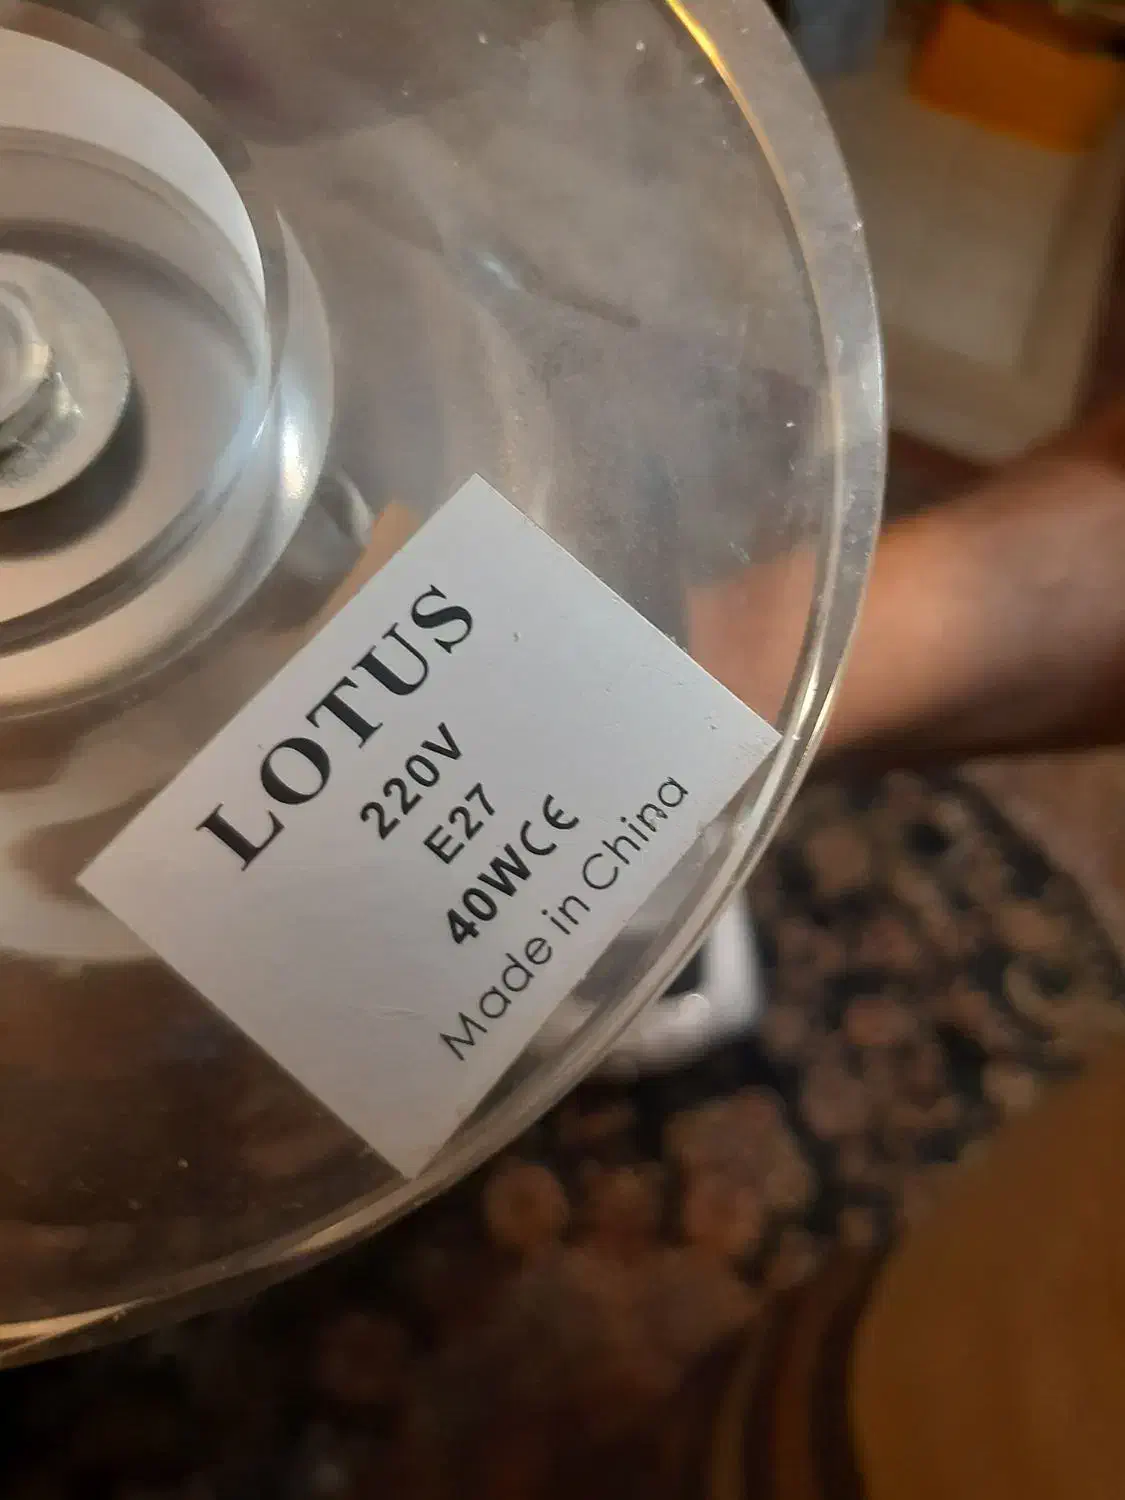 LOTUS
220V
E27
40W CE
Made in China